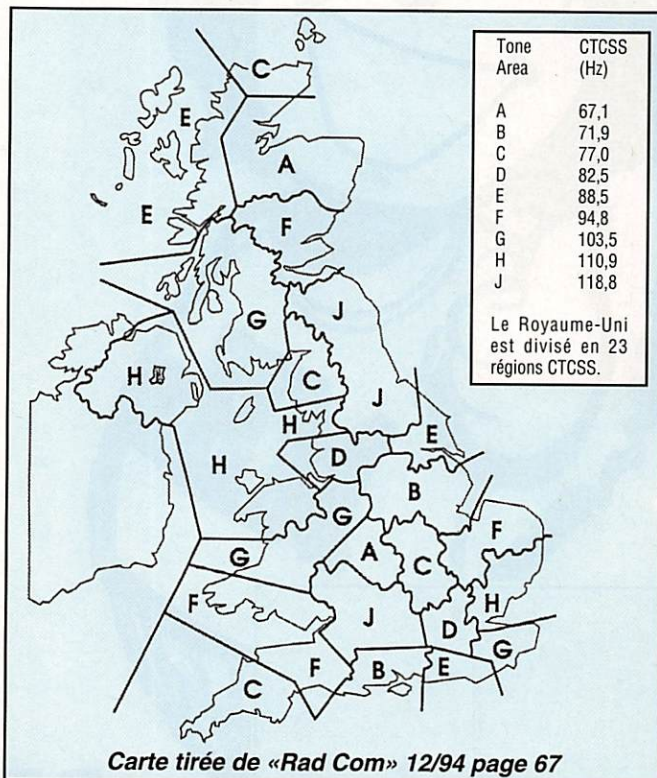 Tone CTCSS
Area (Hz)
A 67,1
B 71,9
C 77,0
D 82,5
E 88,5
F 94,8
G 103,5
H 110,9
J 118,8
Le Royaume-Uni
est divisé en 23
régions CTCSS.
C
E
A
E
F
J
G
C
H
H
J
E
H
D
B
G
F
A
C
G
H
F
J
D
G
F
B
E
C
Carte tirée de «Rad Com» 12/94 page 67